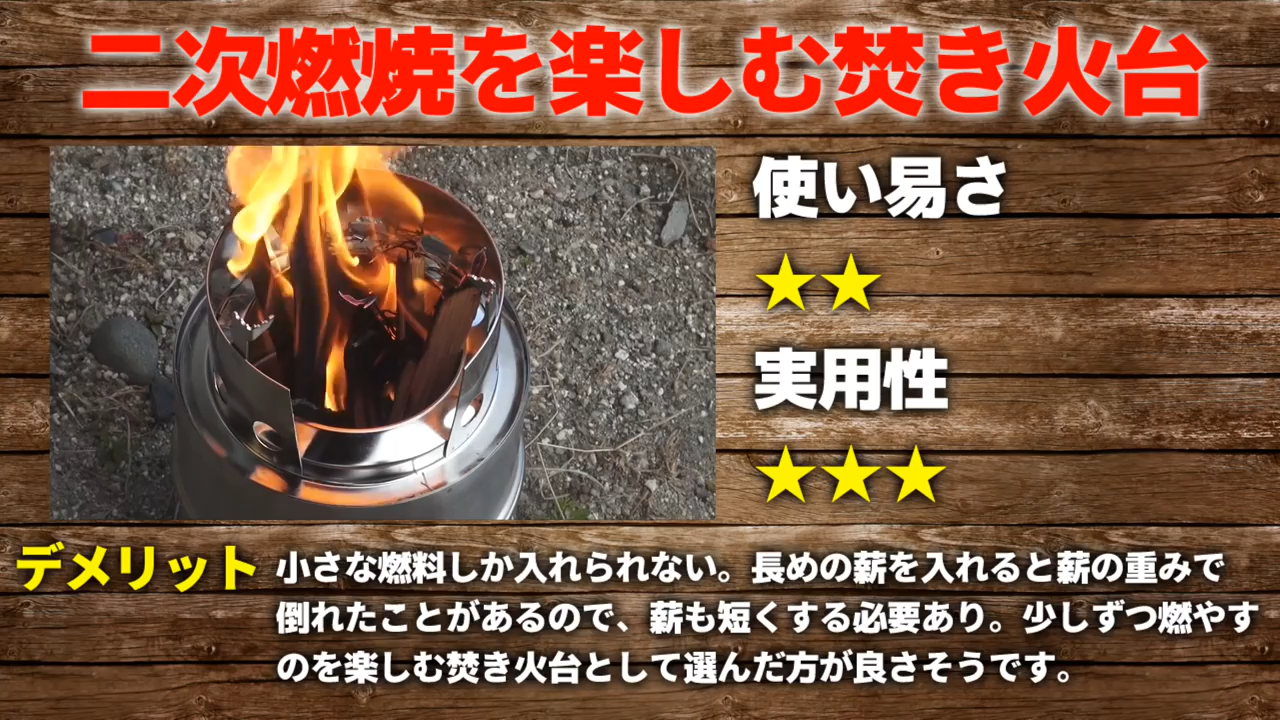 二次燃焼を楽しむ焚き火台
使い易さ
★★
実用性
★★★
デメリット
小さな燃料しか入れられない。長めの薪を入れると薪の重みで
倒れたことがあるので、薪も短くする必要あり。少しずつ燃やす
のを楽しむ焚き火台として選んだ方が良さそうです。